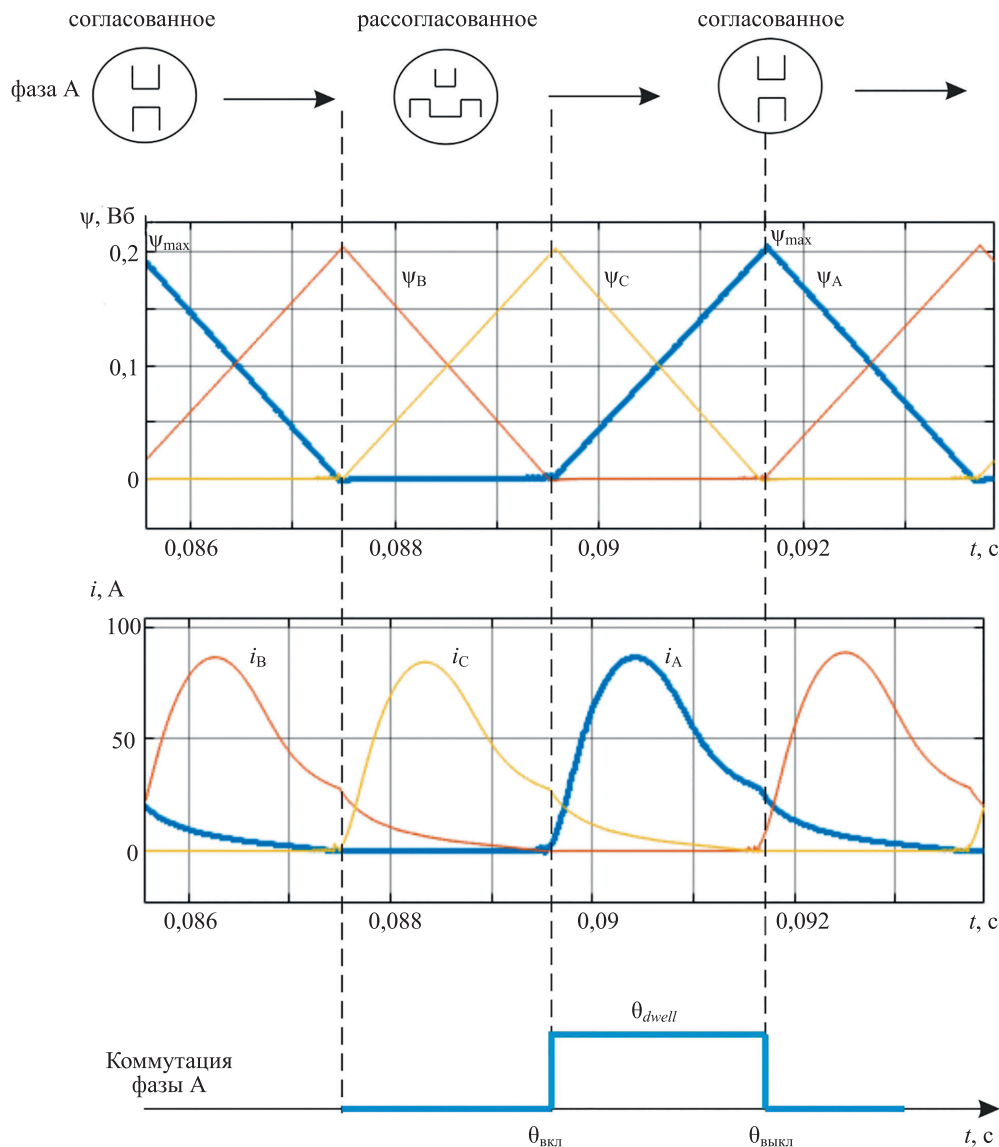 согласованное
рассогласованное
согласованное
фаза А
ψ, Вб
ψmax
ψmax
0,2
ψB
ψC
ψA
0,1
0
0,086
0,088
0,09
0,092
t, с
i, А
100
iB
iC
iA
50
0
0,086
0,088
0,09
0,092
t, с
θdwell
Коммутация
фазы А
θвкл
θвыкл
t, с